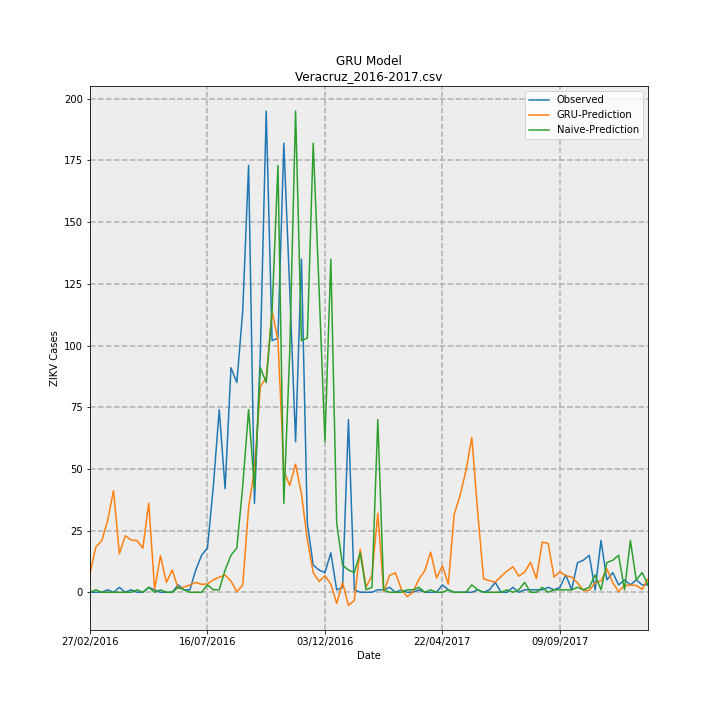 GRU Model
Veracruz_2016-2017.csv
Observed
GRU-Prediction
Naive-Prediction
200
175
150
125
100
75
50
25
0
ZIKV Cases
27/02/2016
16/07/2016
03/12/2016
22/04/2017
09/09/2017
Date